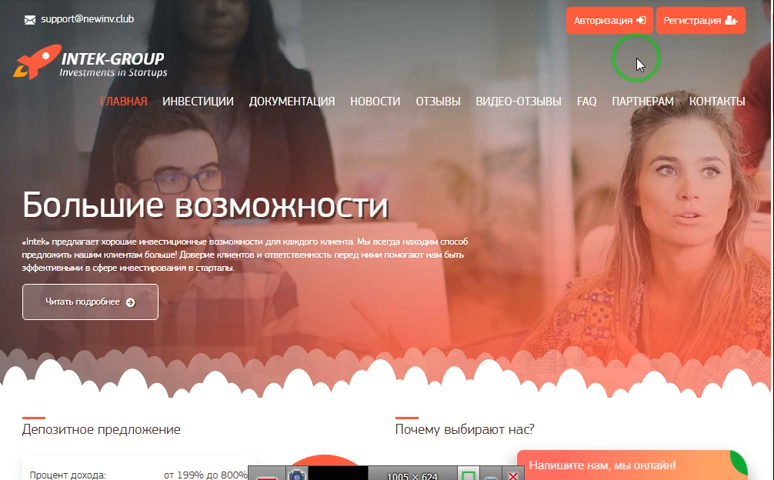 support@newinv.club
Авторизация
Регистрация
INTEK-GROUP
Investments in Startups
ГЛАВНАЯ ИНВЕСТИЦИИ ДОКУМЕНТАЦИЯ НОВОСТИ ОТЗЫВЫ ВИДЕО-ОТЗЫВЫ FAQ ПАРТНЕРАМ КОНТАКТЫ
Большие возможности
«Intek» предлагает хорошие инвестиционные возможности для каждого клиента. Мы всегда находим способ
предложить нашим клиентам больше! Доверие клиентов и ответственность перед ними помогают нам быть
эффективными в сфере инвестирования в стартапы.
Читать подробнее
Депозитное предложение
Почему выбирают нас?
Процент дохода: от 199% до 800%
Напишите нам, мы онлайн!
1005 × 624